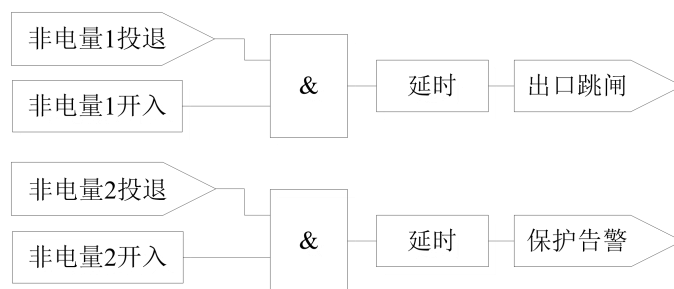 非电量1投退
非电量1开入
&
延时
出口跳闸
非电量2投退
非电量2开入
&
延时
保护告警